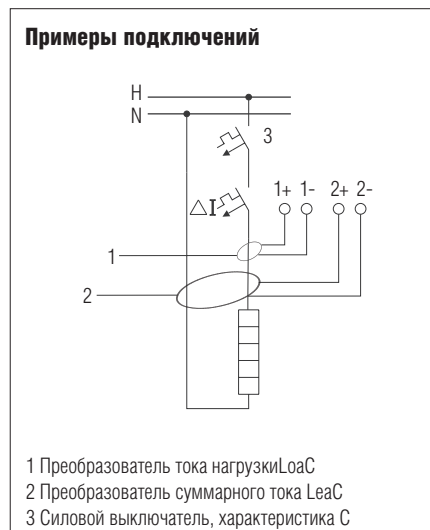 Примеры подключений
H
N
3
1+ 1- 2+ 2-
△I
1
2
1 Преобразователь тока нагрузкиLoaC
2 Преобразователь суммарного тока LeaC
3 Силовой выключатель, характеристика C